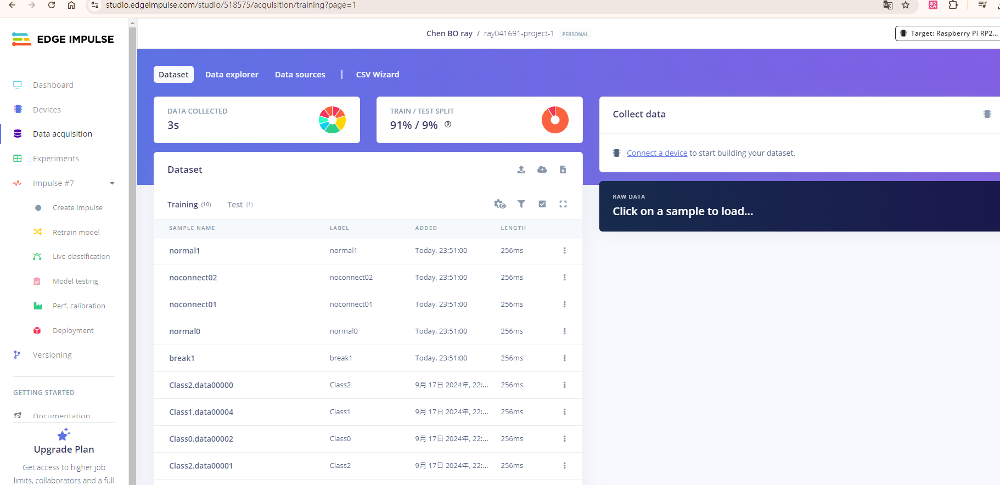 studio.edgeimpulse.com/studio/518575/acquisition/training?page=1
EDGE IMPULSE
Chen BO ray / ray041691-project-1 PERSONAL
Target: Raspberry Pi RP2...
Dashboard
Devices
Data acquisition
Experiments
Impulse #7
Create impulse
Retrain model
Live classification
Model testing
Perf. calibration
Deployment
Versioning
GETTING STARTED
Documentation
Upgrade Plan
Get access to higher job
limits, collaborators and a full
Dataset Data explorer Data sources | CSV Wizard
DATA COLLECTED
3s
TRAIN / TEST SPLIT
91% / 9%
Collect data
Connect a device to start building your dataset.
RAW DATA
Click on a sample to load...
Dataset
Training (10) Test (1)
SAMPLE NAME LABEL ADDED LENGTH
normal1 normal1 Today, 23:51:00 256ms
noconnect02 noconnect02 Today, 23:51:00 256ms
noconnect01 noconnect01 Today, 23:51:00 256ms
normal0 normal0 Today, 23:51:00 256ms
break1 break1 Today, 23:51:00 256ms
Class2.data00000 Class2 9月 17日 2024年, 22:... 256ms
Class1.data00004 Class1 9月 17日 2024年, 22:... 256ms
Class0.data00002 Class0 9月 17日 2024年, 22:... 256ms
Class2.data00001 Class2 9月 17日 2024年, 22:... 256ms